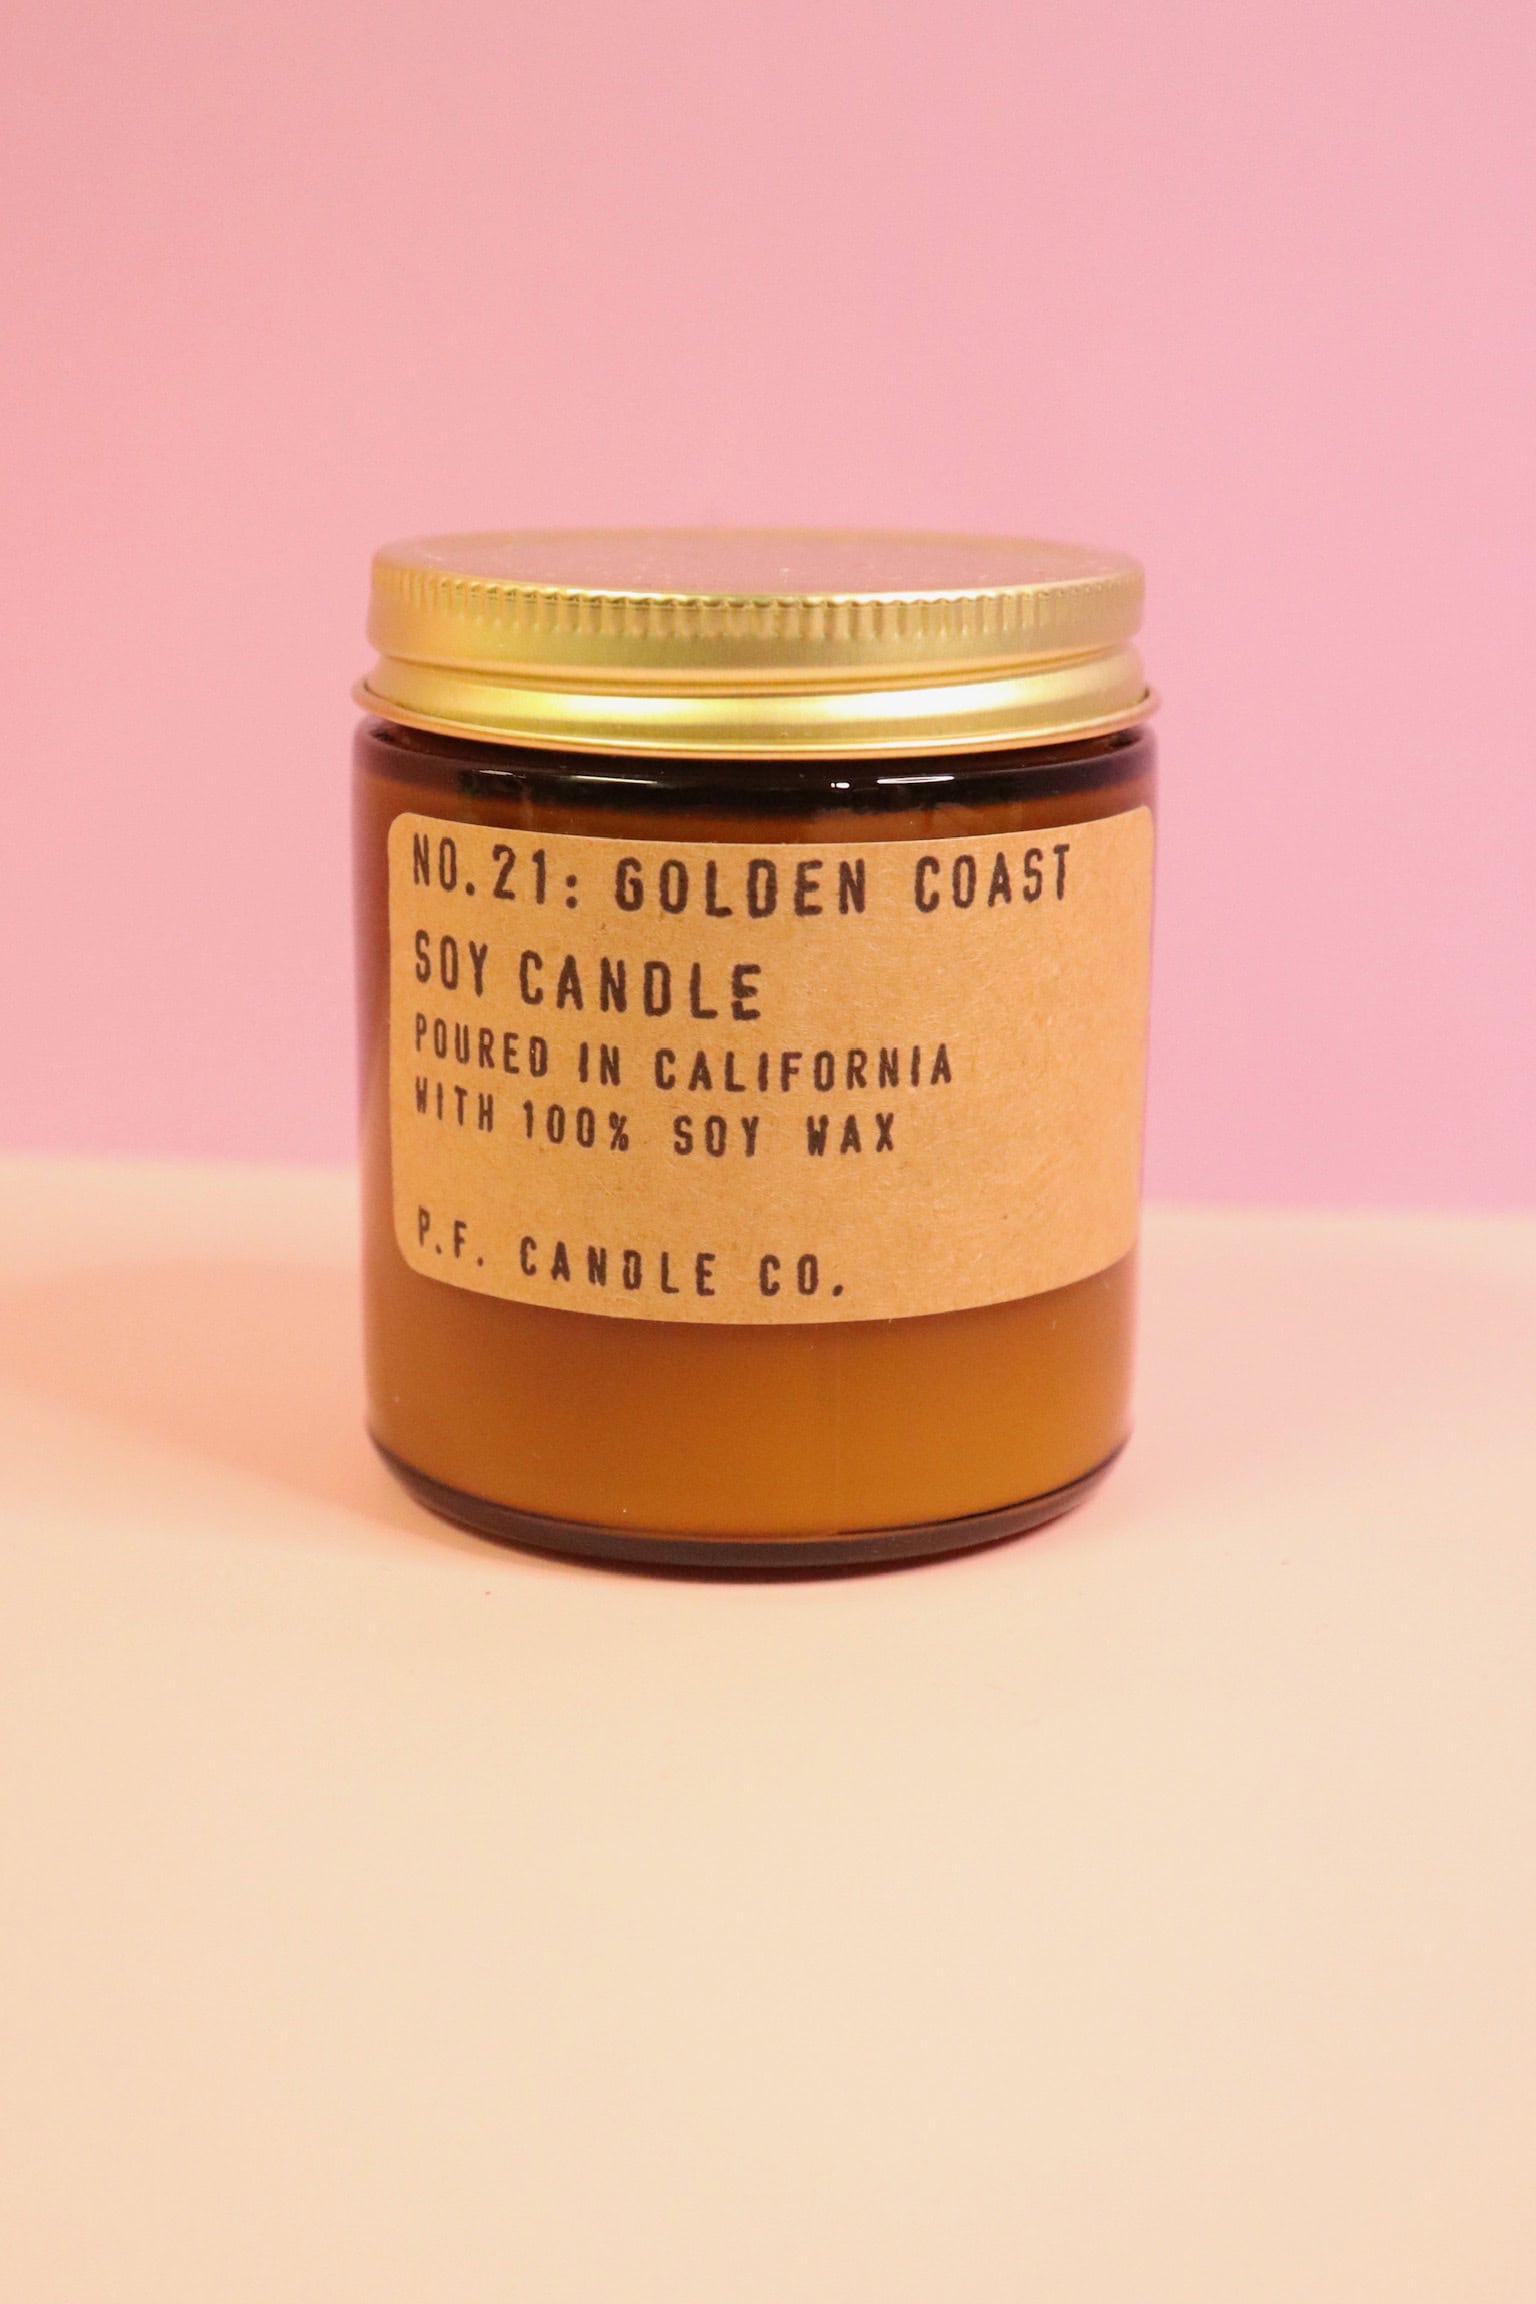 NO.21: GOLDEN COAST
SOY CANDLE
POURED IN CALIFORNIA
WITH 100% SOY WAX
P.F. CANDLE CO.